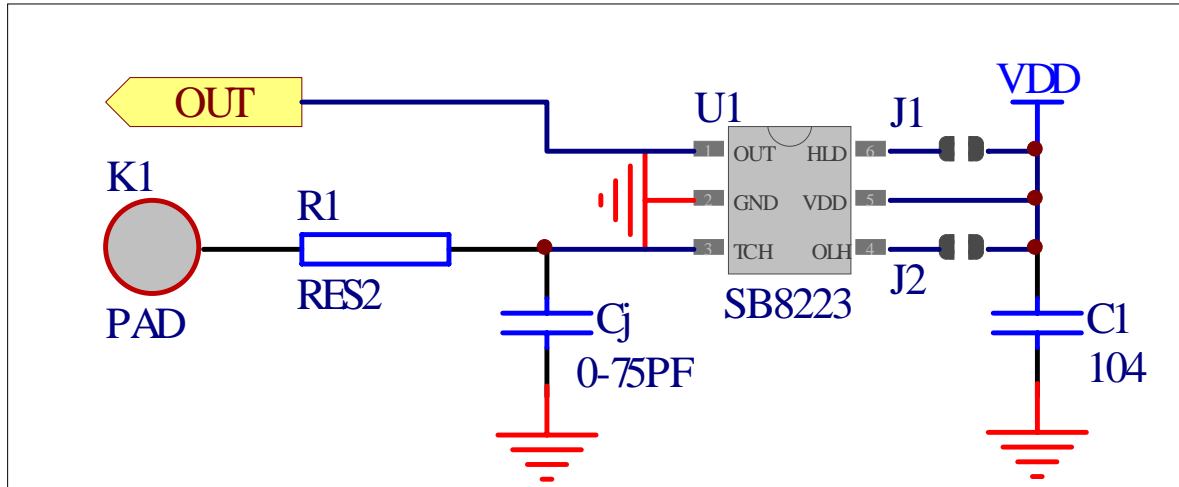 OUT
K1
PAD
R1
RES2
Cj
0-75PF
U1
1 OUT HLD 6
2 GND VDD 5
3 TCH OLH 4
SB8223
J1
J2
VDD
C1
104